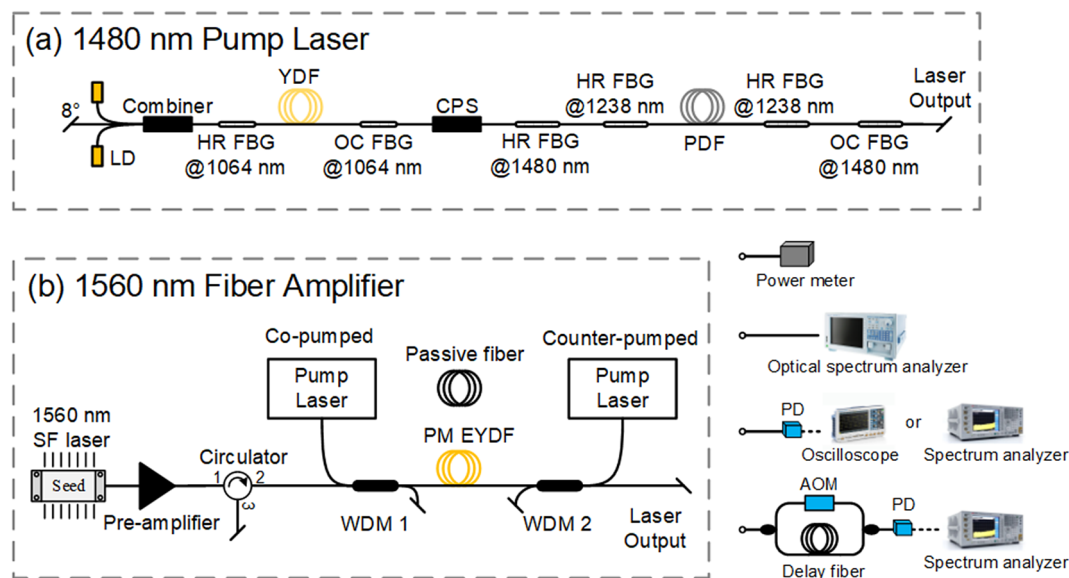 (a) 1480 nm Pump Laser
YDF
HR FBG
@1238 nm
HR FBG
@1238 nm
Laser
Output
8°
Combiner
CPS
LD
HR FBG
@1064 nm
OC FBG
@1064 nm
HR FBG
@1480 nm
PDF
OC FBG
@1480 nm
(b) 1560 nm Fiber Amplifier
Co-pumped
Pump
Laser
Passive fiber
Counter-pumped
Pump
Laser
1560 nm
SF laser
Seed
Pre-amplifier
Circulator
1
2
3
PM EYDF
WDM 1
WDM 2
Laser
Output
Power meter
Optical spectrum analyzer
PD
Oscilloscope
or
Spectrum analyzer
AOM
PD
Delay fiber
Spectrum analyzer